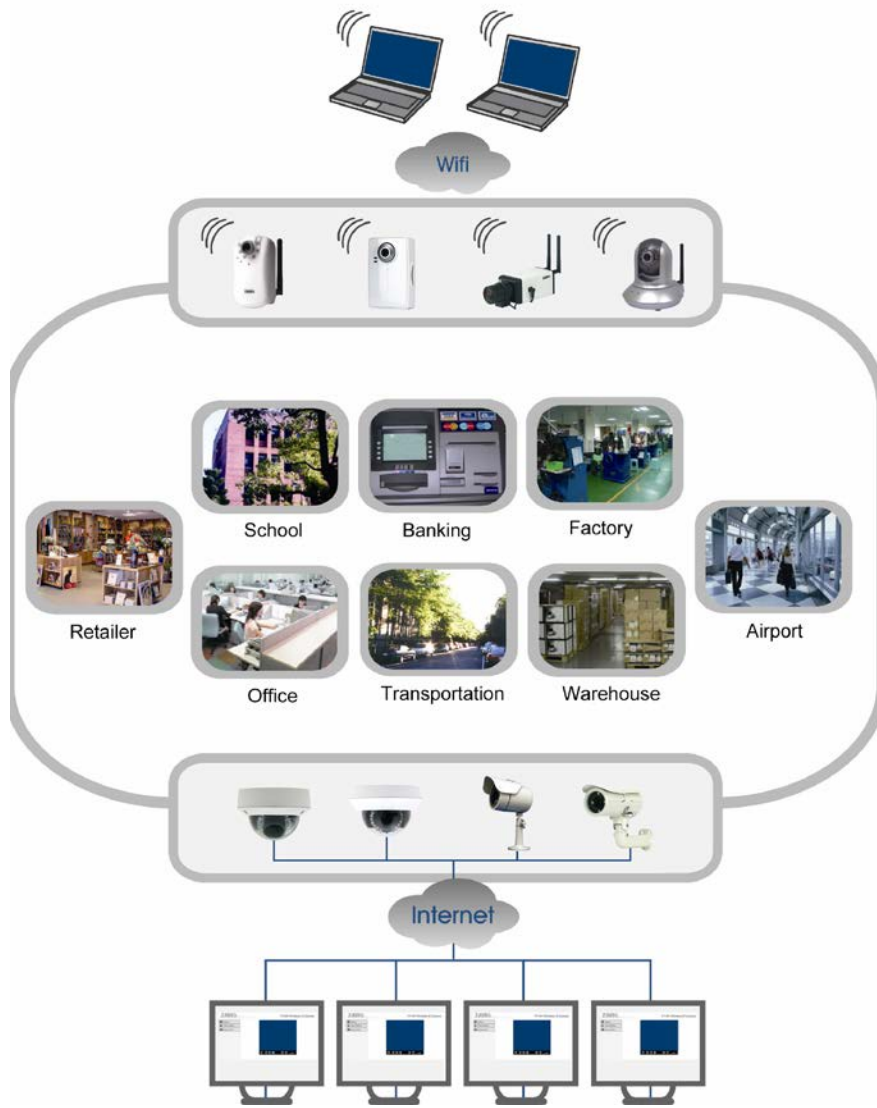 Wifi
School
Banking
Factory
Retailer
Airport
Office
Transportation
Warehouse
Internet